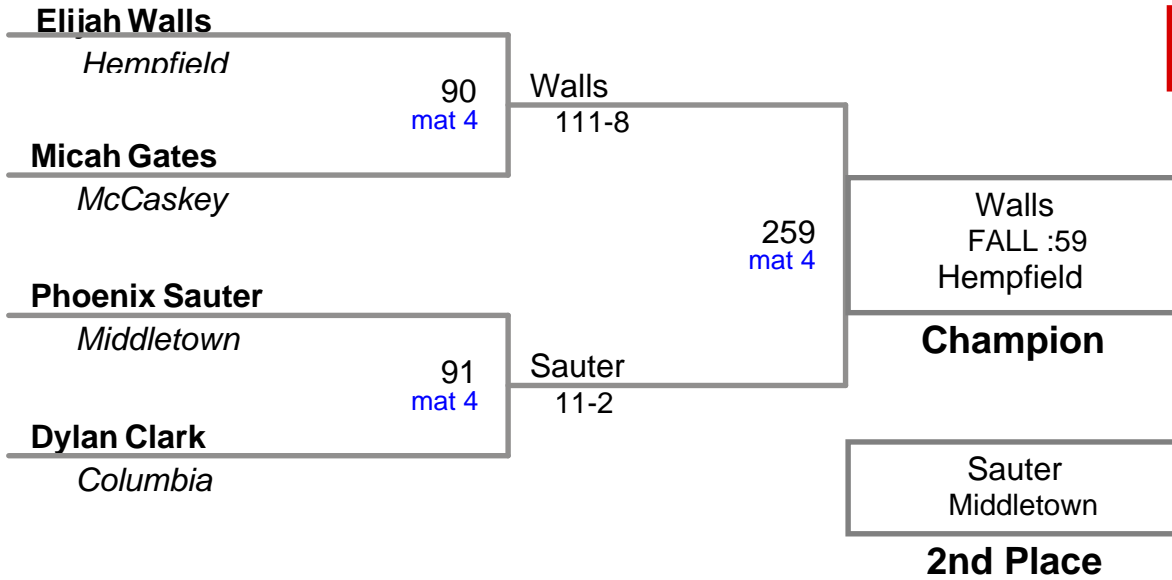 Elijah Walls
Hempfield
90
mat 4
Walls
111-8
Micah Gates
McCaskey
259
mat 4
Walls
FALL :59
Hempfield
Champion
Phoenix Sauter
Middletown
91
mat 4
Sauter
11-2
Dylan Clark
Columbia
Sauter
Middletown
2nd Place